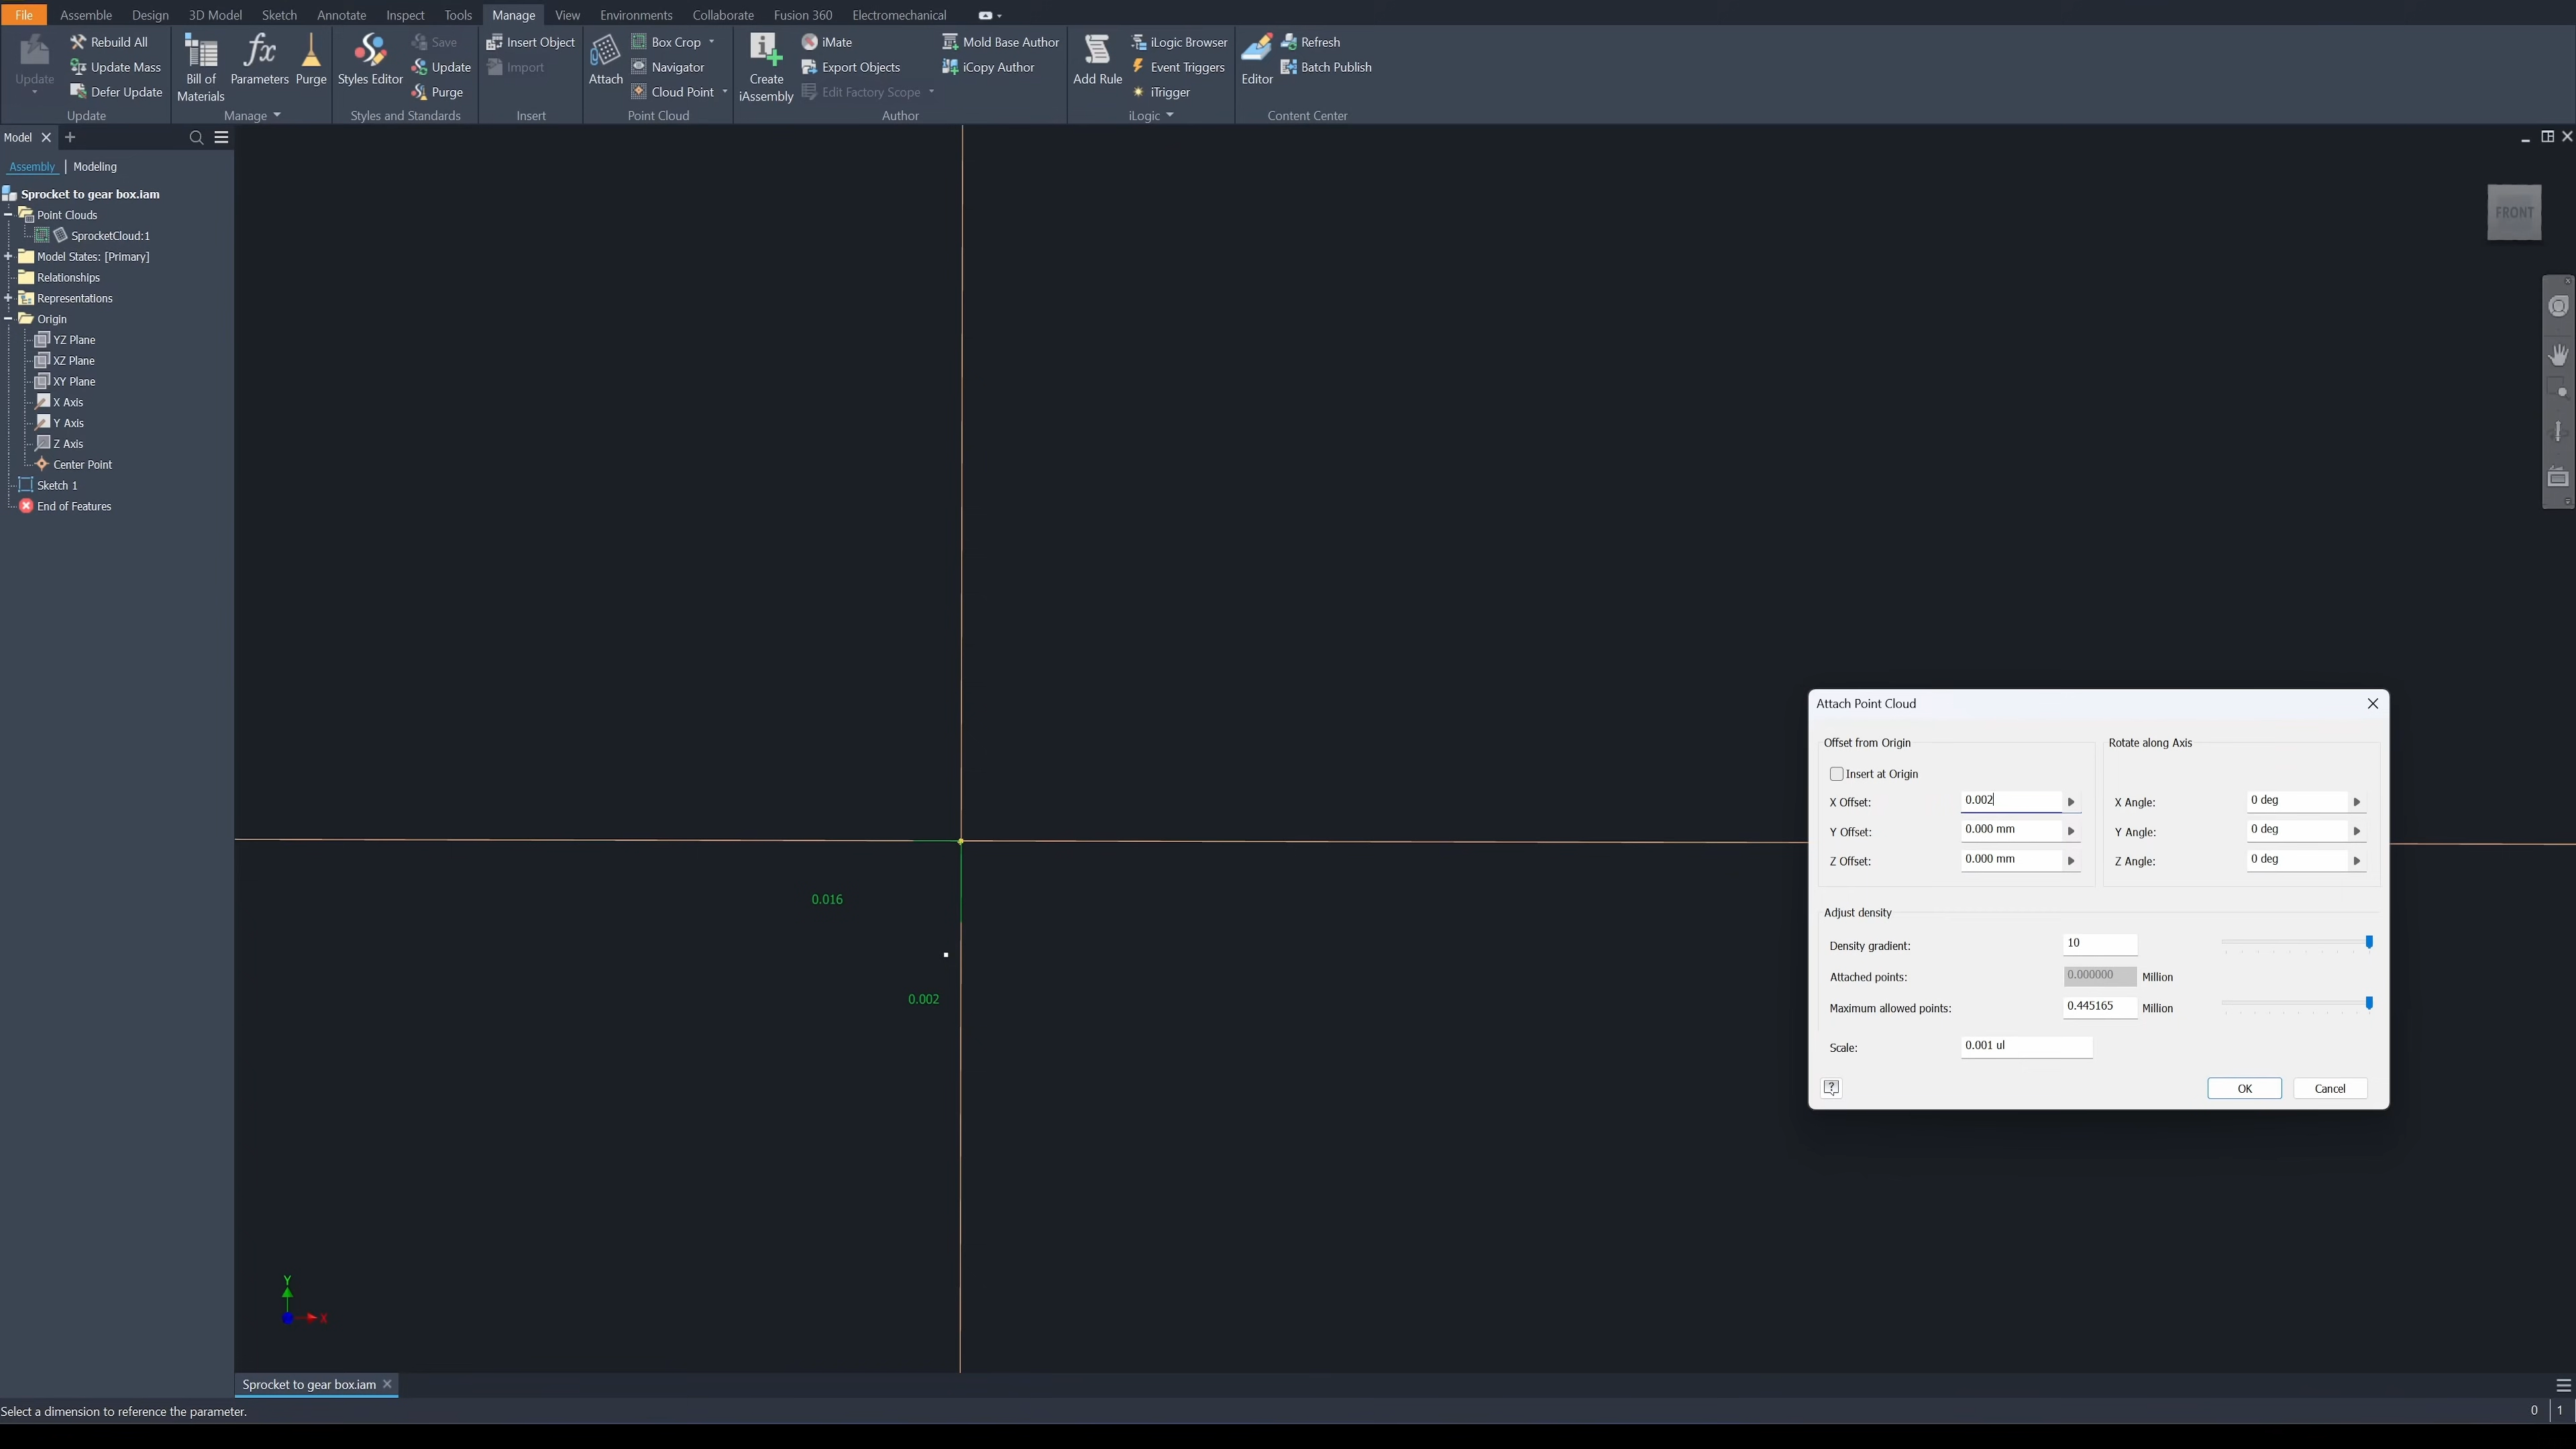 File Assemble Design 3D Model Sketch Annotate Inspect Tools Manage View Environments Collaborate Fusion 360 Electromechanical
Update
Rebuild All
Update Mass
Defer Update
Update
Bill of Materials
Parameters
Purge
Manage
Styles Editor
Save
Update
Purge
Styles and Standards
Insert Object
Import
Insert
Attach
Box Crop
Navigator
Cloud Point
Point Cloud
Create iAssembly
iMate
Export Objects
Edit Factory Scope
Mold Base Author
iCopy Author
Author
Add Rule
iLogic Browser
Event Triggers
iTrigger
iLogic
Editor
Refresh
Batch Publish
Content Center
Model
Assembly | Modeling
Sprocket to gear box.iam
Point Clouds
SprocketCloud:1
Model States: [Primary]
Relationships
Representations
Origin
YZ Plane
XZ Plane
XY Plane
X Axis
Y Axis
Z Axis
Center Point
Sketch 1
End of Features
FRONT
0.016
0.002
Attach Point Cloud
Offset from Origin
Rotate along Axis
Insert at Origin
X Offset: 0.002
X Angle: 0 deg
Y Offset: 0.000 mm
Y Angle: 0 deg
Z Offset: 0.000 mm
Z Angle: 0 deg
Adjust density
Density gradient: 10
Attached points: 0.000000 Million
Maximum allowed points: 0.445165 Million
Scale: 0.001 ul
?
OK
Cancel
Y
X
Sprocket to gear box.iam
Select a dimension to reference the parameter.
0 1